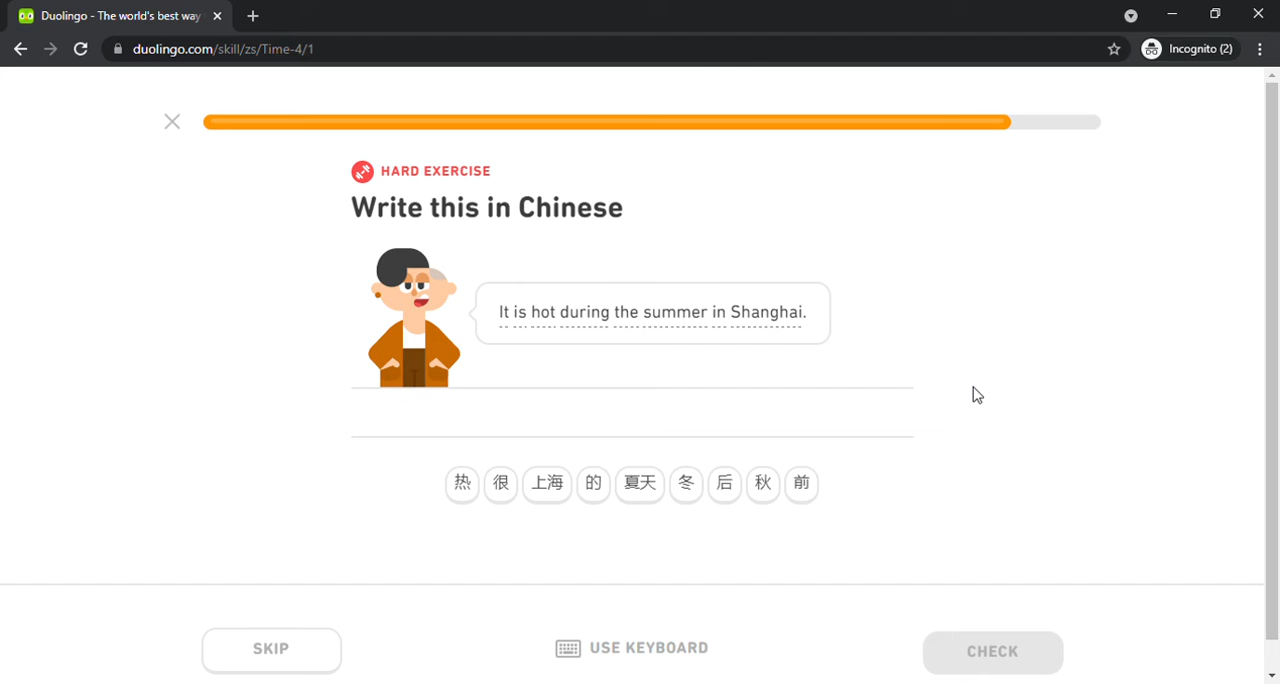 Duolingo - The world's best way
duolingo.com/skill/zs/Time-4/1
Incognito (2)
HARD EXERCISE
Write this in Chinese
It is hot during the summer in Shanghai.
热 很 上海 的 夏天 冬 后 秋 前
SKIP
USE KEYBOARD
CHECK